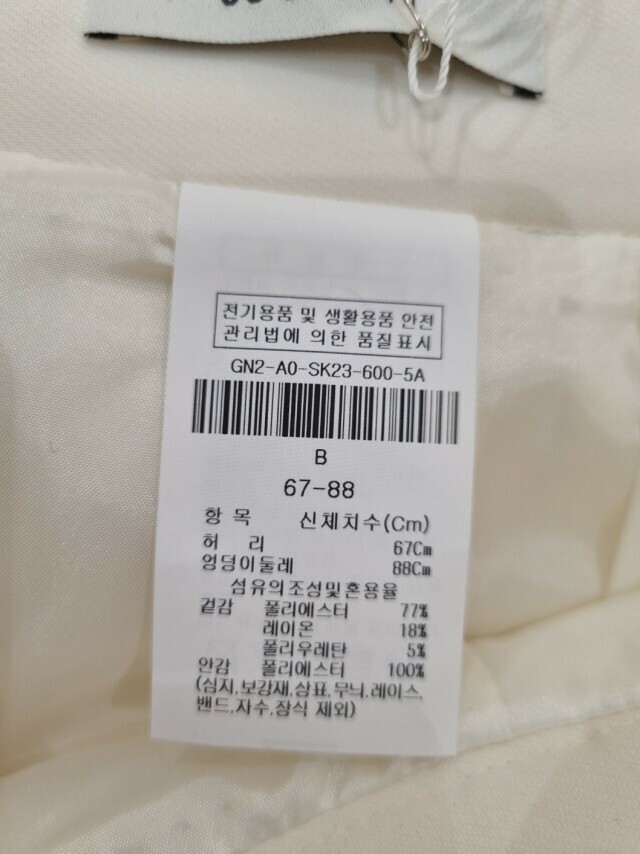 전기용품 및 생활용품 안전
관리법에 의한 품질표시
GN2-A0-SK23-600-5A
B
67-88
항 목 신체치수(Cm)
허 리 67Cm
엉덩이둘레 88Cm
섬유의조성및혼용율
겉감 폴리에스터 77%
레이온 18%
폴리우레탄 5%
안감 폴리에스터 100%
(심지,보강재,상표,무늬,레이스,
밴드,자수,장식 제외)